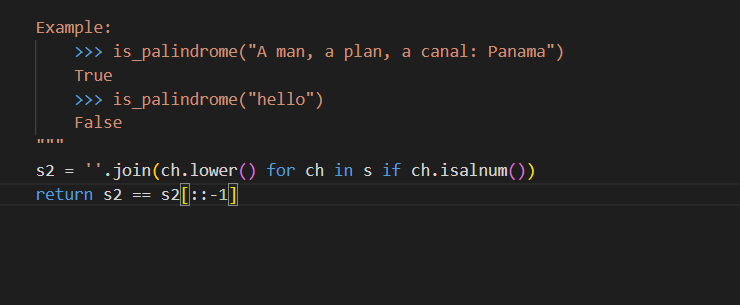 Example:
>>> is_palindrome("A man, a plan, a canal: Panama")
True
>>> is_palindrome("hello")
False
"""
s2 = ''.join(ch.lower() for ch in s if ch.isalnum())
return s2 == s2[::-1]